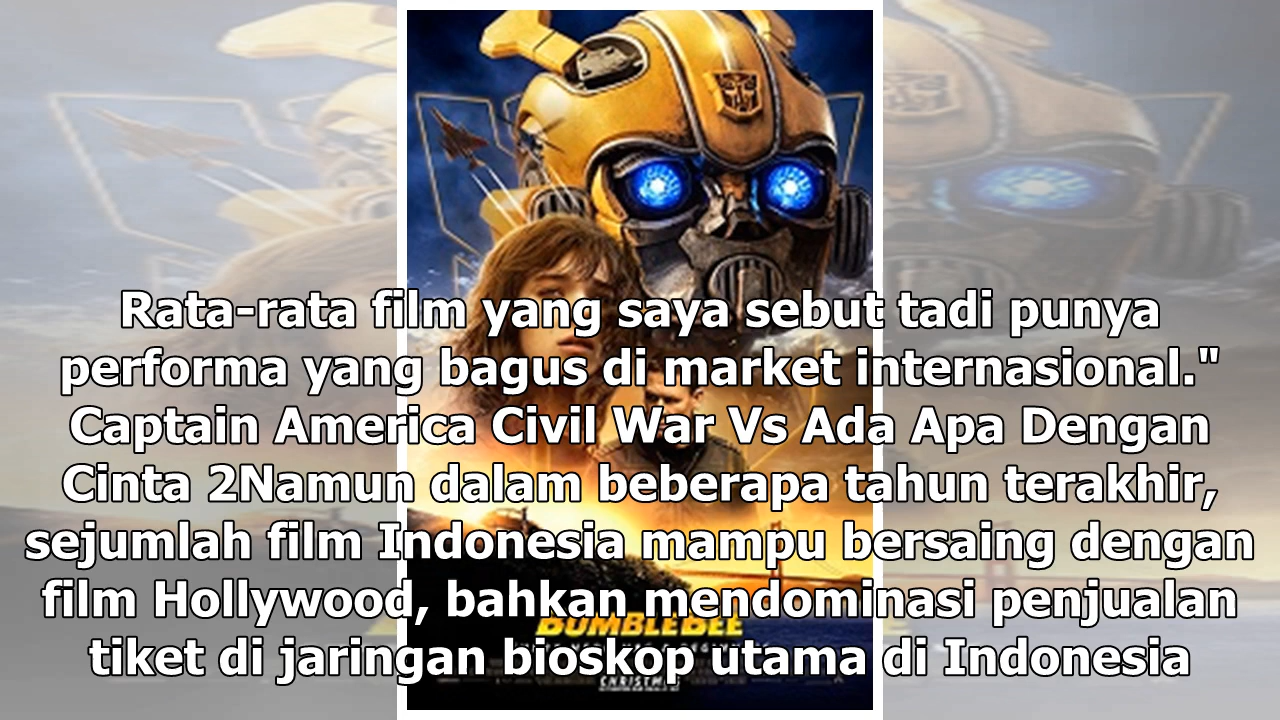 Rata-rata film yang saya sebut tadi punya
performa yang bagus di market internasional."
Captain America Civil War Vs Ada Apa Dengan
Cinta 2Namun dalam beberapa tahun terakhir,
sejumlah film Indonesia mampu bersaing dengan
film Hollywood, bahkan mendominasi penjualan
BUMBLEBEE
tiket di jaringan bioskop utama di Indonesia
CHRISTMAS